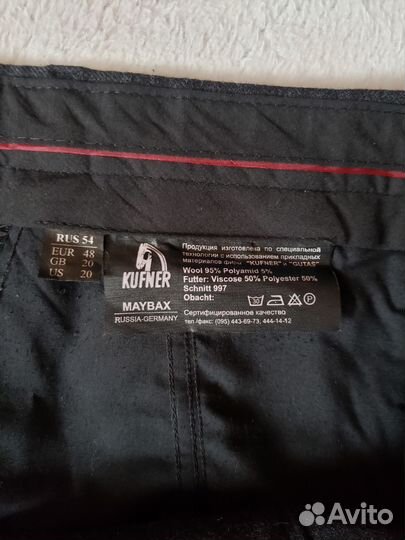 RUS 54
EUR 48
GB 20
US 20
KUFNER
MAYBAX
RUSSIA-GERMANY
Продукция изготовлена по специальной
технологии с использованием прикладных
материалов фирм "KUFNER" и "GUTAS"
Wool 95% Polyamid 5%
Futter: Viscose 50% Polyester 50%
Schnitt 997
Obacht:
Сертифицированное качество
тел./факс: (095) 443-69-73, 444-14-12
Avito